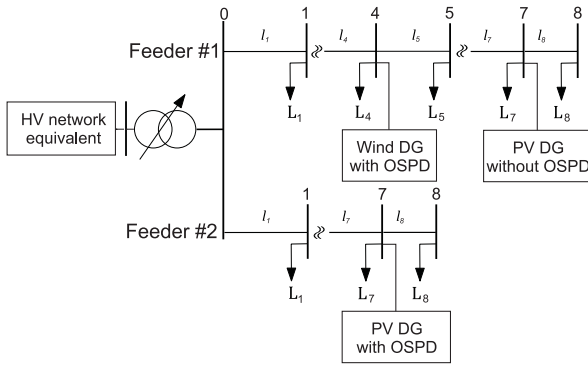 0 1 4 5 7 8
Feeder #1 l₁ l₄ l₅ l₇ l₈
L₁ L₄ L₅ L₇ L₈
HV network
equivalent
Wind DG
with OSPD
PV DG
without OSPD
1 7 8
Feeder #2 l₁ l₇ l₈
L₁ L₇ L₈
PV DG
with OSPD